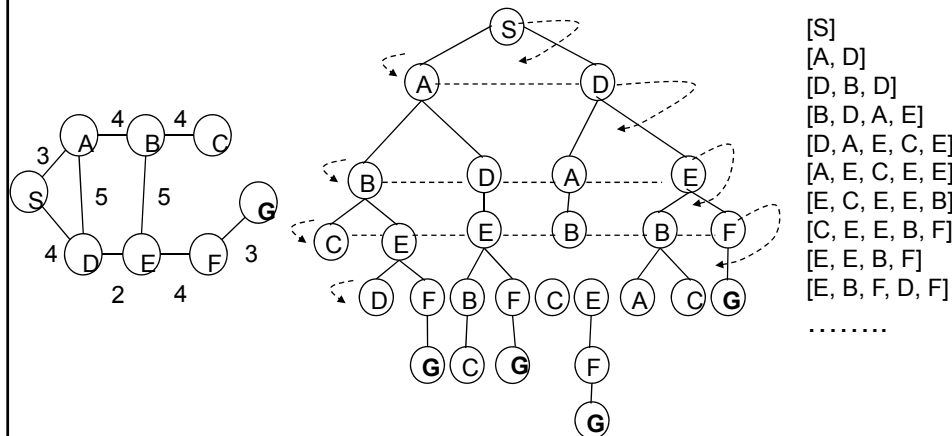 S
A D
B D A E
C E E B B F
D F B F C E A C G
G C G F
G
4 4
A B C
3
S 5 5 G
4 D E F 3
2 4
[S]
[A, D]
[D, B, D]
[B, D, A, E]
[D, A, E, C, E]
[A, E, C, E, E]
[E, C, E, E, B]
[C, E, E, B, F]
[E, E, B, F]
[E, B, F, D, F]
........